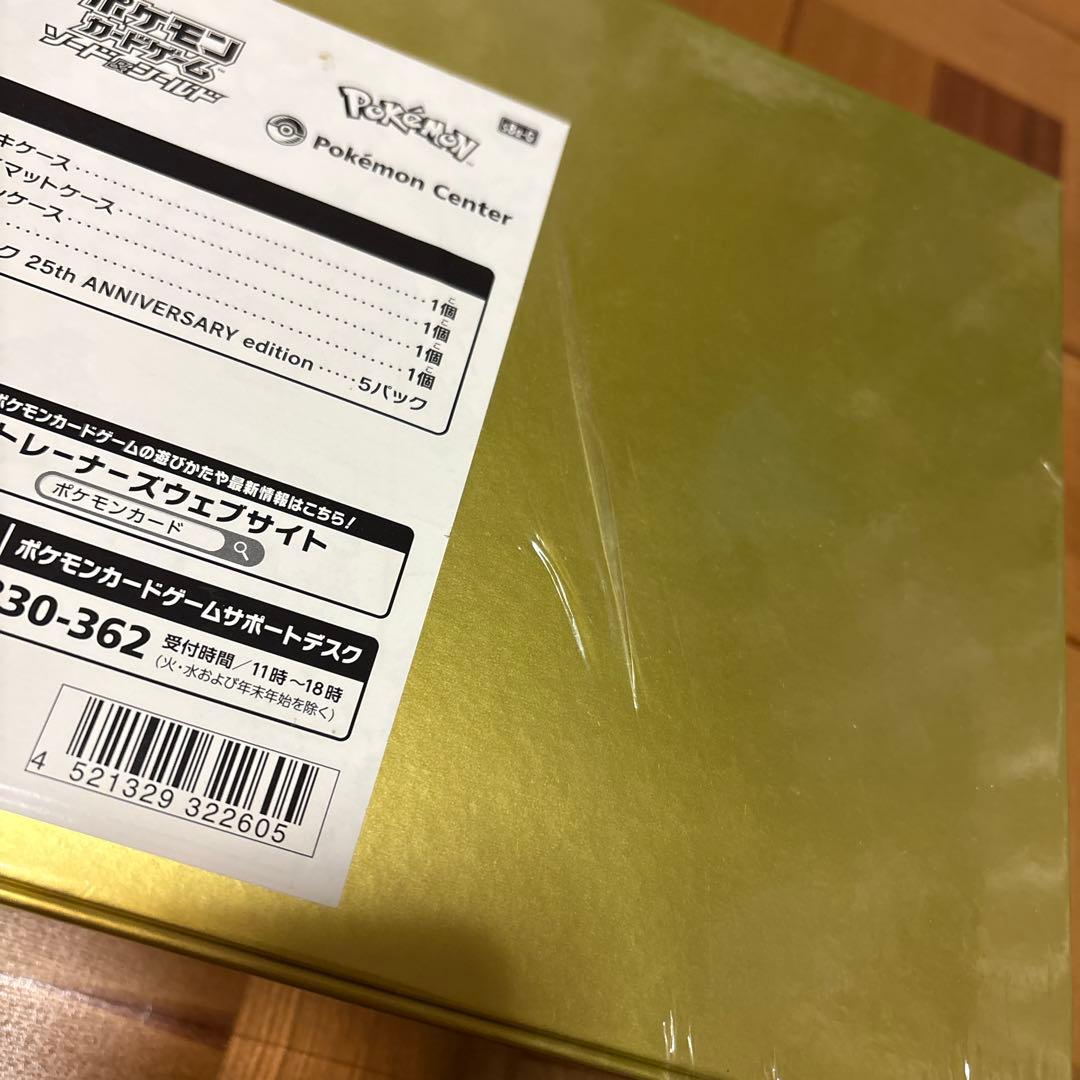 ポケモン
カードゲーム
ソード&シールド
Pokémon
Pokémon Center
キケース 1個
マットケース 1個
ケース 1個
1個
ク 25th ANNIVERSARY edition 5パック
ポケモンカードゲームの遊びかたや最新情報はこちら!
トレーナーズウェブサイト
ポケモンカード
ポケモンカードゲームサポートデスク
30-362
受付時間/11時～18時
(火・水および年末年始を除く)
4 521329 322605